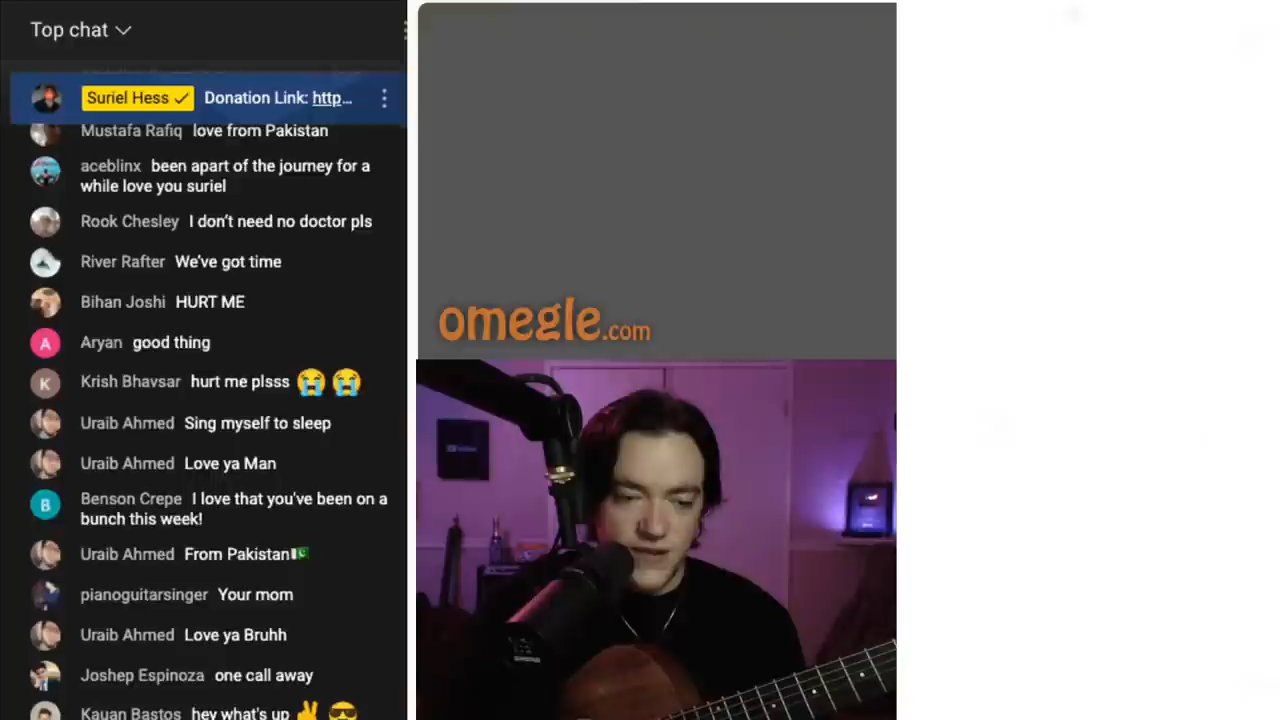 Top chat
Suriel Hess Donation Link: http...
Mustafa Rafiq love from Pakistan
aceblinx been apart of the journey for a
while love you suriel
Rook Chesley I don't need no doctor pls
River Rafter We've got time
Bihan Joshi HURT ME
A Aryan good thing
K Krish Bhavsar hurt me plsss 😭 😭
Uraib Ahmed Sing myself to sleep
Uraib Ahmed Love ya Man
B Benson Crepe I love that you've been on a
bunch this week!
Uraib Ahmed From Pakistan🇵🇰
pianoguitarsinger Your mom
Uraib Ahmed Love ya Bruhh
Joshep Espinoza one call away
Kauan Bastos hey what's up ✌ 😎
omegle.com